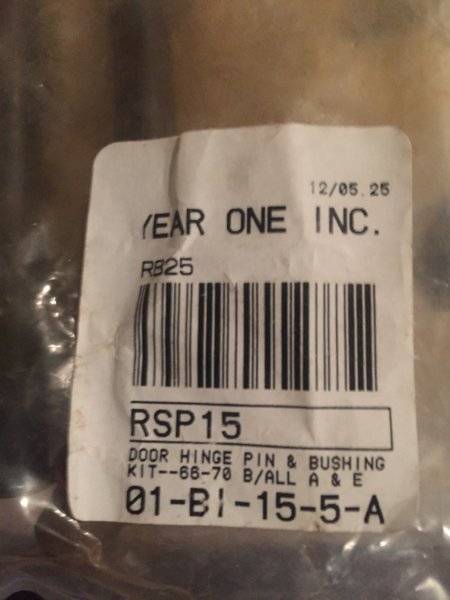 12/05.25
YEAR ONE INC.
RB25
RSP15
DOOR HINGE PIN & BUSHING
KIT--66-70 B/ALL A & E
01-BI-15-5-A